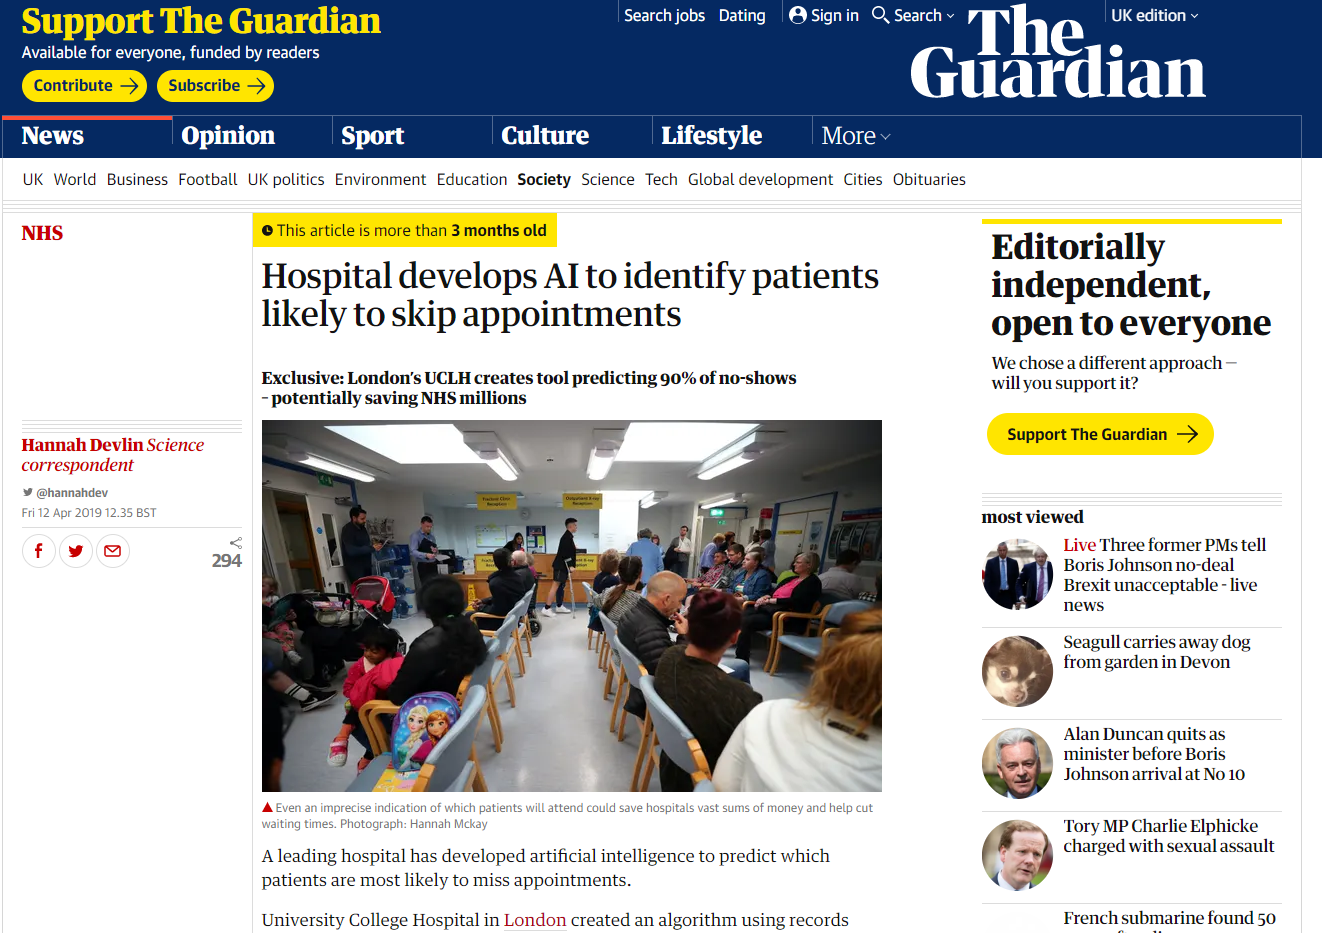 Support The Guardian
Available for everyone, funded by readers
Contribute
Subscribe
Search jobs
Dating
Sign in
Search
UK edition
The
Guardian
News
Opinion
Sport
Culture
Lifestyle
More
UK World Business Football UK politics Environment Education Society Science Tech Global development Cities Obituaries
NHS
This article is more than 3 months old
Hospital develops AI to identify patients
likely to skip appointments
Exclusive: London’s UCLH creates tool predicting 90% of no-shows
– potentially saving NHS millions
Hannah Devlin Science
correspondent
@hannahdev
Fri 12 Apr 2019 12.35 BST
294
Even an imprecise indication of which patients will attend could save hospitals vast sums of money and help cut
waiting times. Photograph: Hannah Mckay
A leading hospital has developed artificial intelligence to predict which
patients are most likely to miss appointments.
University College Hospital in London created an algorithm using records
Editorially
independent,
open to everyone
We chose a different approach —
will you support it?
Support The Guardian
most viewed
Live Three former PMs tell
Boris Johnson no-deal
Brexit unacceptable - live
news
Seagull carries away dog
from garden in Devon
Alan Duncan quits as
minister before Boris
Johnson arrival at No 10
Tory MP Charlie Elphicke
charged with sexual assault
French submarine found 50